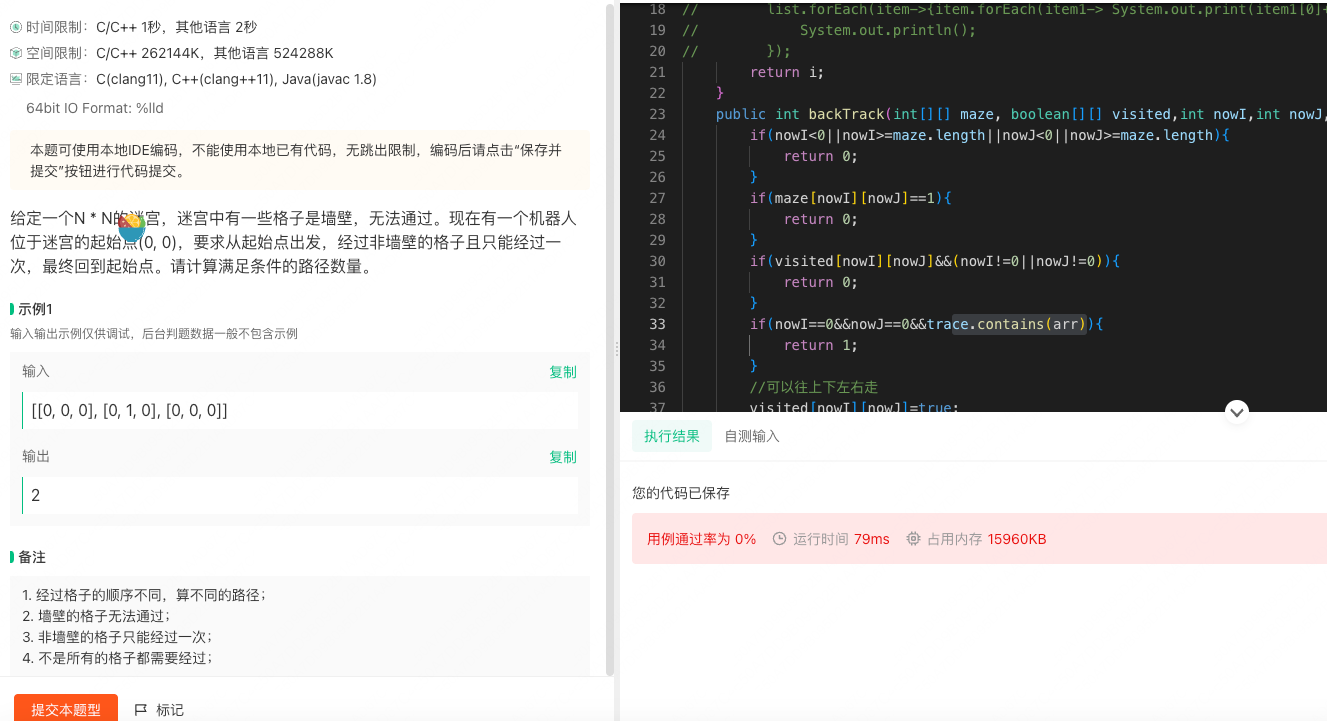 时间限制：C/C++ 1秒，其他语言 2秒
空间限制：C/C++ 262144K，其他语言 524288K
限定语言：C(clang11), C++(clang++11), Java(javac 1.8)
64bit IO Format: %lld
本题可使用本地IDE编码，不能使用本地已有代码，无跳出限制，编码后请点击“保存并
提交”按钮进行代码提交。
给定一个N * N的迷宫，迷宫中有一些格子是墙壁，无法通过。现在有一个机器人
位于迷宫的起始点(0, 0)，要求从起始点出发，经过非墙壁的格子且只能经过一
次，最终回到起始点。请计算满足条件的路径数量。
示例1
输入输出示例仅供调试，后台判题数据一般不包含示例
输入
复制
[[0, 0, 0], [0, 1, 0], [0, 0, 0]]
输出
复制
2
备注
1. 经过格子的顺序不同，算不同的路径；
2. 墙壁的格子无法通过；
3. 非墙壁的格子只能经过一次；
4. 不是所有的格子都需要经过；
提交本题型
标记
18 // list.forEach(item->{item.forEach(item1-> System.out.print(item1[0]+
19 // System.out.println();
20 // });
21 return i;
22 }
23 public int backTrack(int[][] maze, boolean[][] visited,int nowI,int nowJ,
24 if(nowI<0||nowI>=maze.length||nowJ<0||nowJ>=maze.length){
25 return 0;
26 }
27 if(maze[nowI][nowJ]==1){
28 return 0;
29 }
30 if(visited[nowI][nowJ]&&(nowI!=0||nowJ!=0)){
31 return 0;
32 }
33 if(nowI==0&&nowJ==0&&trace.contains(arr)){
34 return 1;
35 }
36 //可以往上下左右走
37 visited[nowI][nowJ]=true;
执行结果
自测输入
您的代码已保存
用例通过率为 0% 运行时间 79ms 占用内存 15960KB